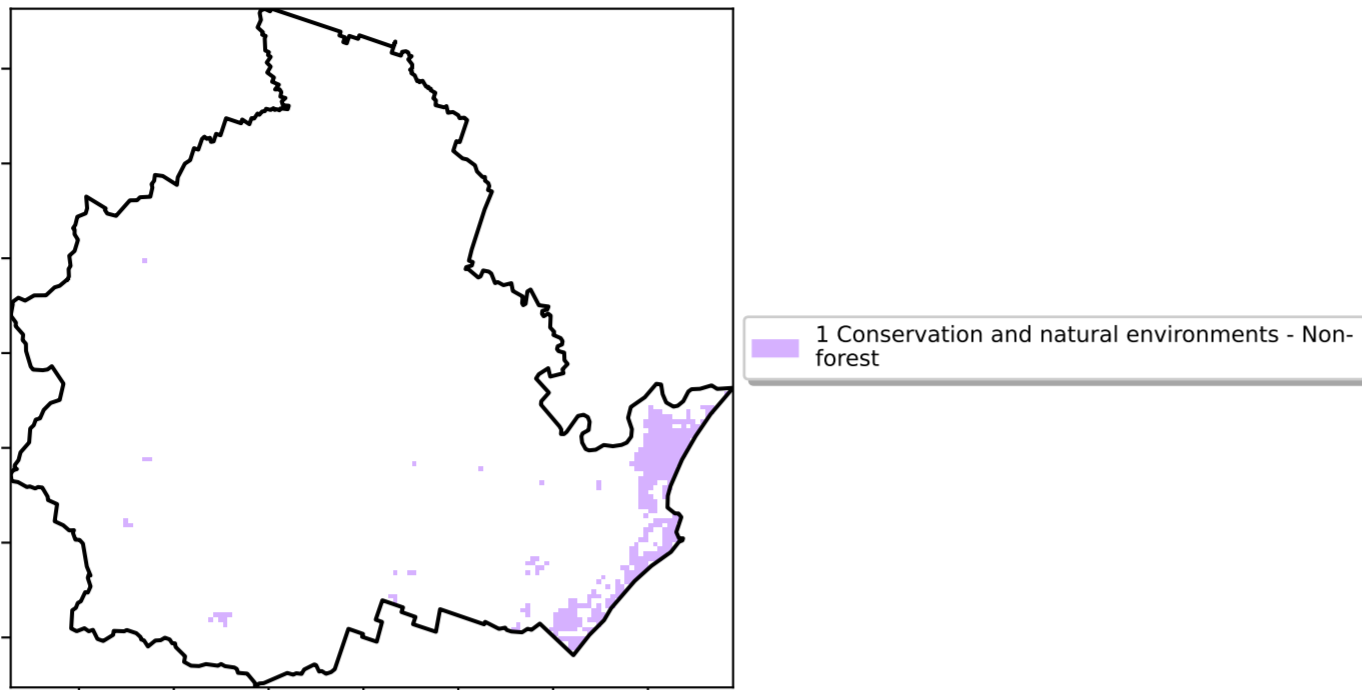 1 Conservation and natural environments - Non-
forest